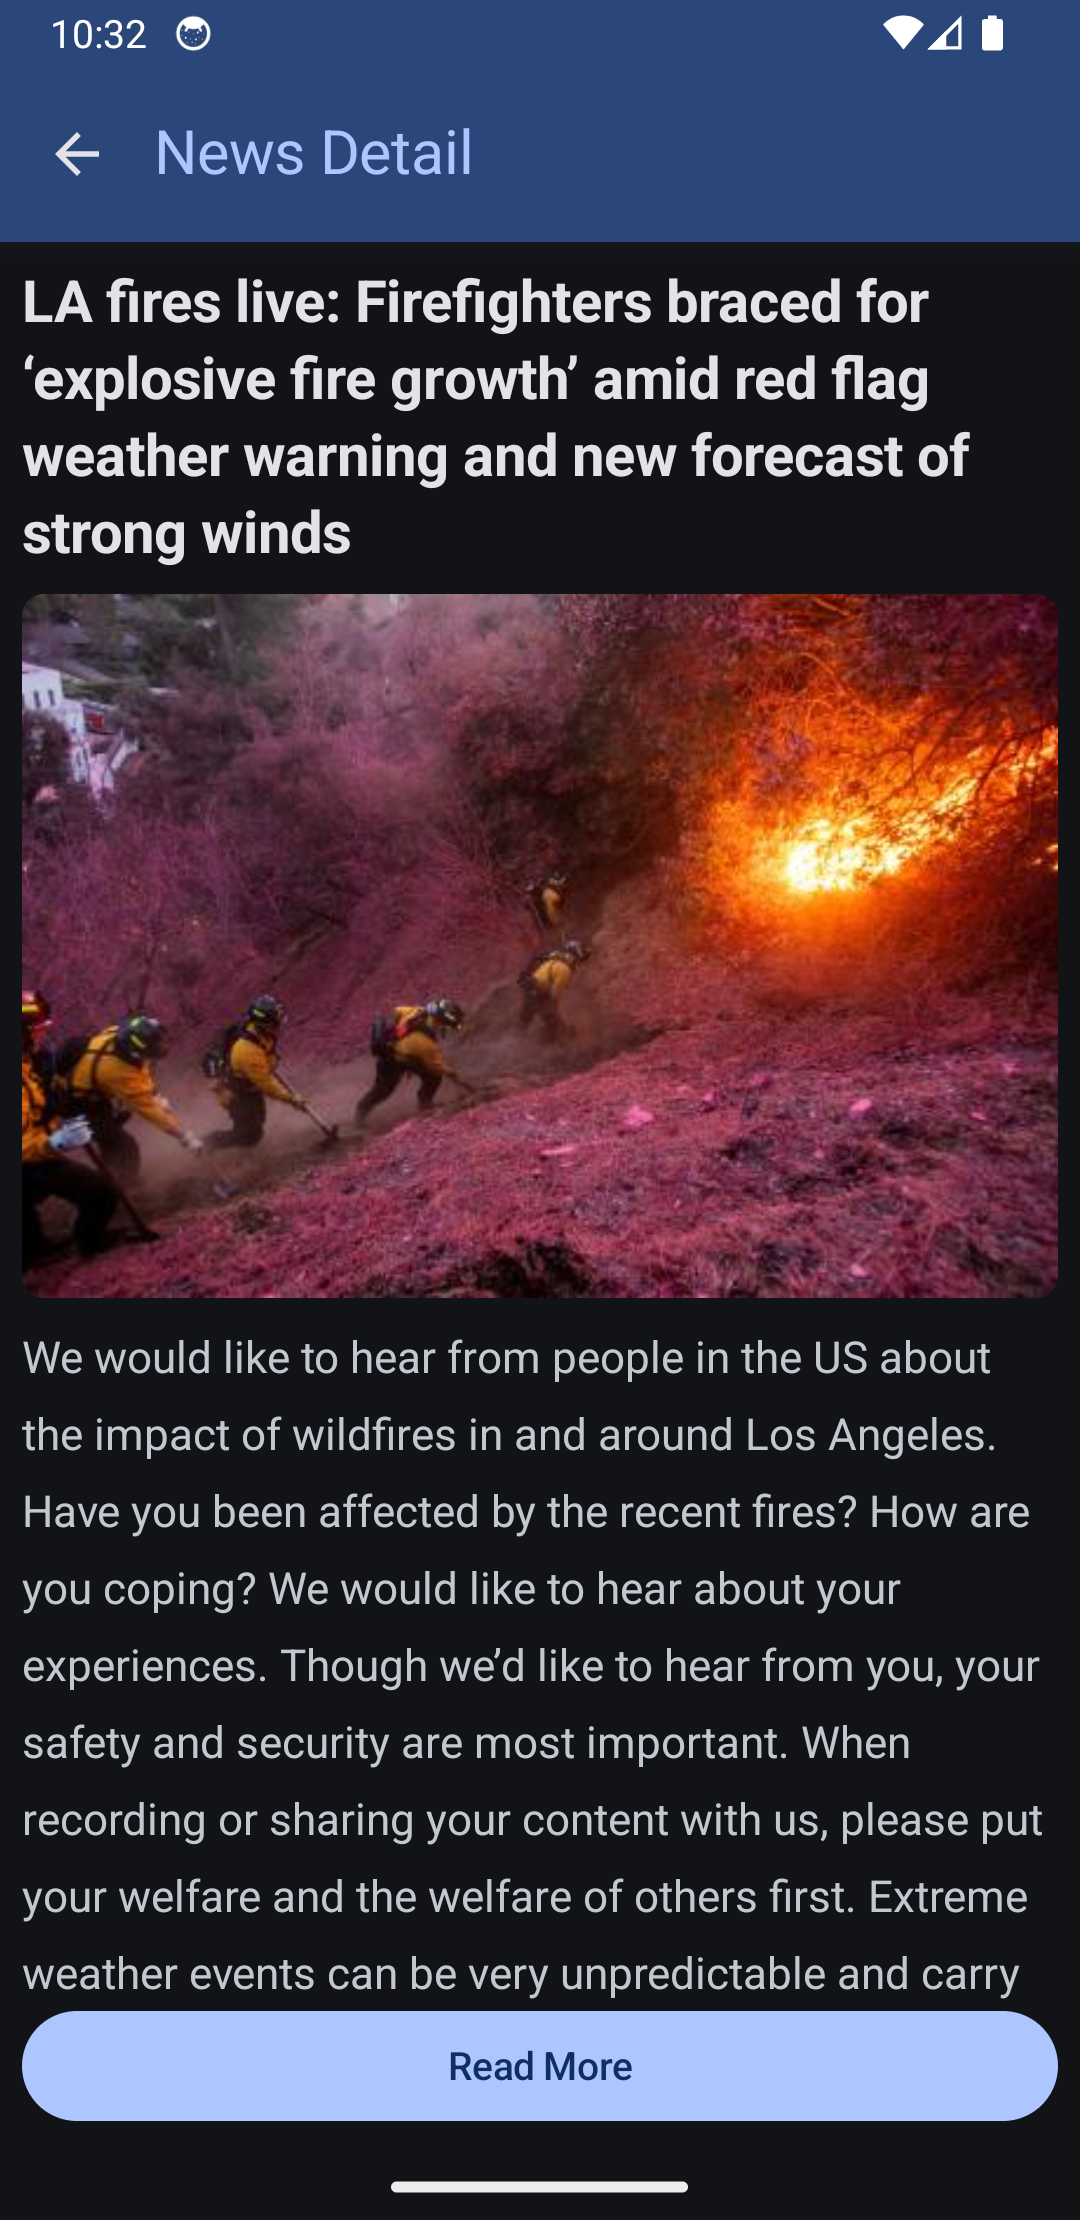 10:32
News Detail
LA fires live: Firefighters braced for
‘explosive fire growth’ amid red flag
weather warning and new forecast of
strong winds
We would like to hear from people in the US about
the impact of wildfires in and around Los Angeles.
Have you been affected by the recent fires? How are
you coping? We would like to hear about your
experiences. Though we’d like to hear from you, your
safety and security are most important. When
recording or sharing your content with us, please put
your welfare and the welfare of others first. Extreme
weather events can be very unpredictable and carry
Read More